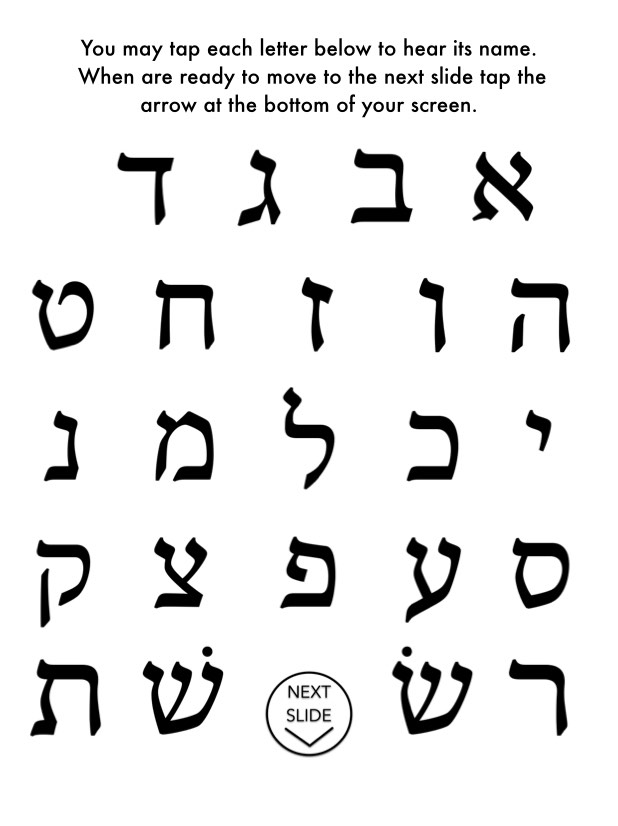 You may tap each letter below to hear its name.
When are ready to move to the next slide tap the
arrow at the bottom of your screen.
א ב ג ד
ה ו ז ח ט
י כ ל מ נ
ס ע פ צ ק
ר שׂ שׁ ת
NEXT
SLIDE